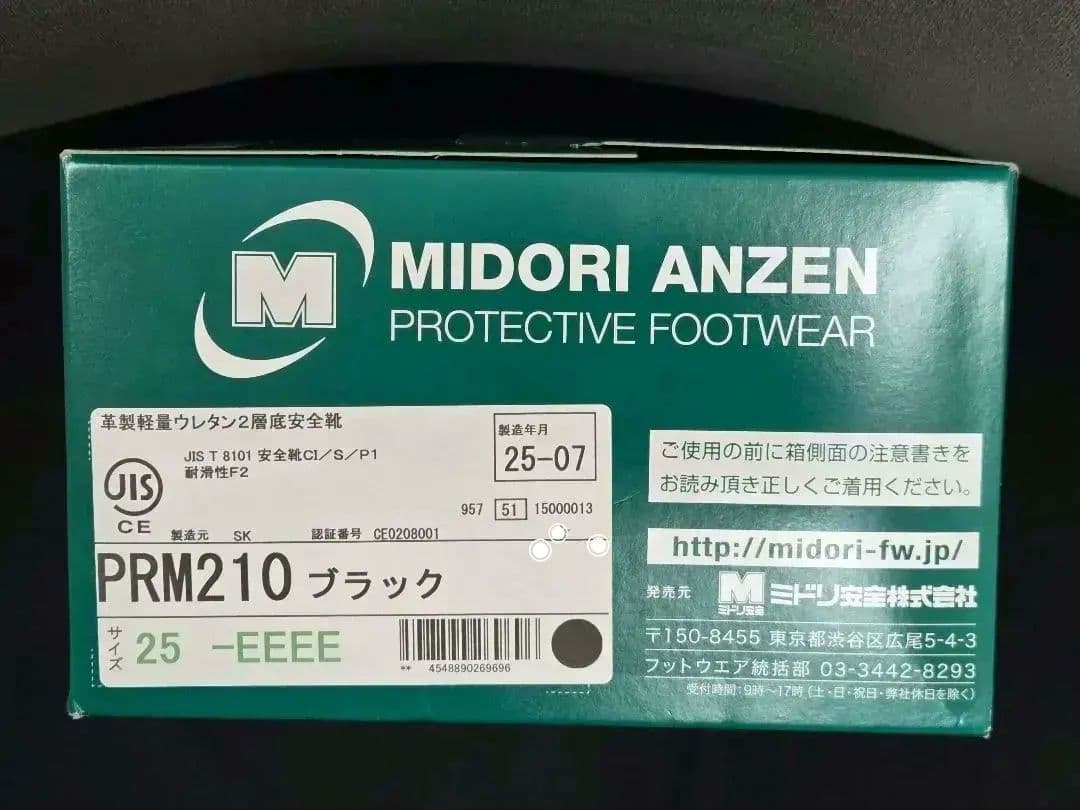 M
MIDORI ANZEN
PROTECTIVE FOOTWEAR
革製軽量ウレタン2層底安全靴
JIS T 8101 安全靴CI/S/P1
耐滑性F2
製造年月
25-07
JIS
CE
957 51 15000013
製造元 SK 認証番号 CE0208001
PRM210 ブラック
サイズ
25 -EEEE
** 4548890269696
ご使用の前に箱側面の注意書きを
お読み頂き正しくご着用ください。
http://midori-fw.jp/
発売元 M ミドリ安全 ミドリ安全株式会社
〒150-8455 東京都渋谷区広尾5-4-3
フットウエア統括部 03-3442-8293
受付時間:9時〜17時(土・日・祝日・弊社休日を除く)